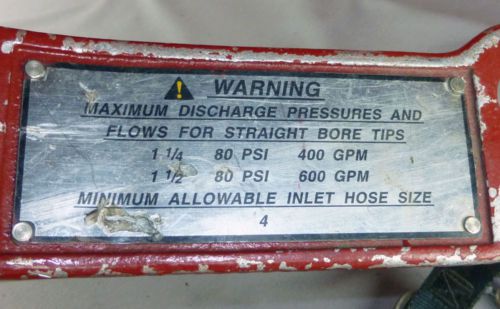 WARNING
MAXIMUM DISCHARGE PRESSURES AND
FLOWS FOR STRAIGHT BORE TIPS
1 1/4 80 PSI 400 GPM
1 1/2 80 PSI 600 GPM
MINIMUM ALLOWABLE INLET HOSE SIZE
4